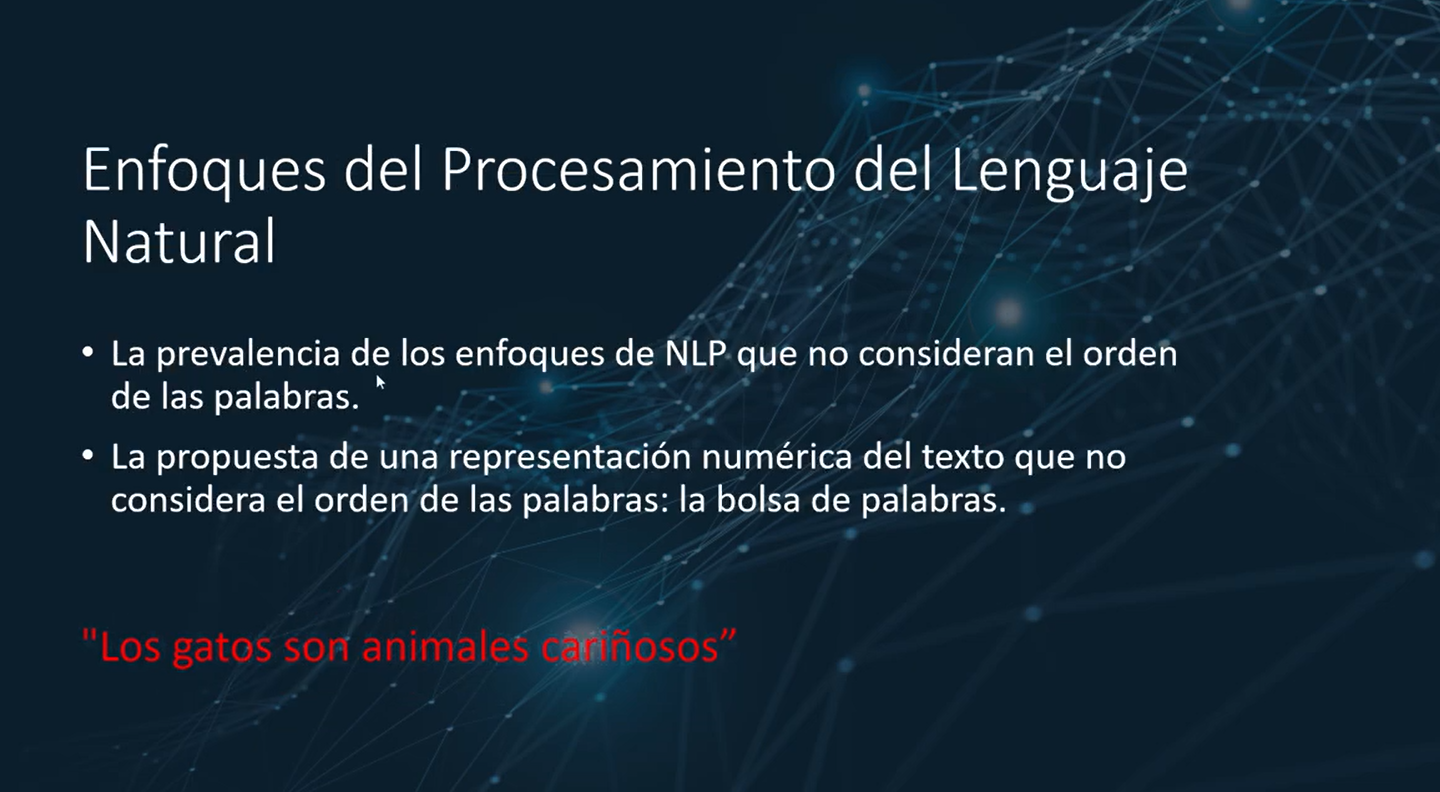 Enfoques del Procesamiento del Lenguaje
Natural
• La prevalencia de los enfoques de NLP que no consideran el orden
de las palabras.
• La propuesta de una representación numérica del texto que no
considera el orden de las palabras: la bolsa de palabras.
"Los gatos son animales cariñosos”